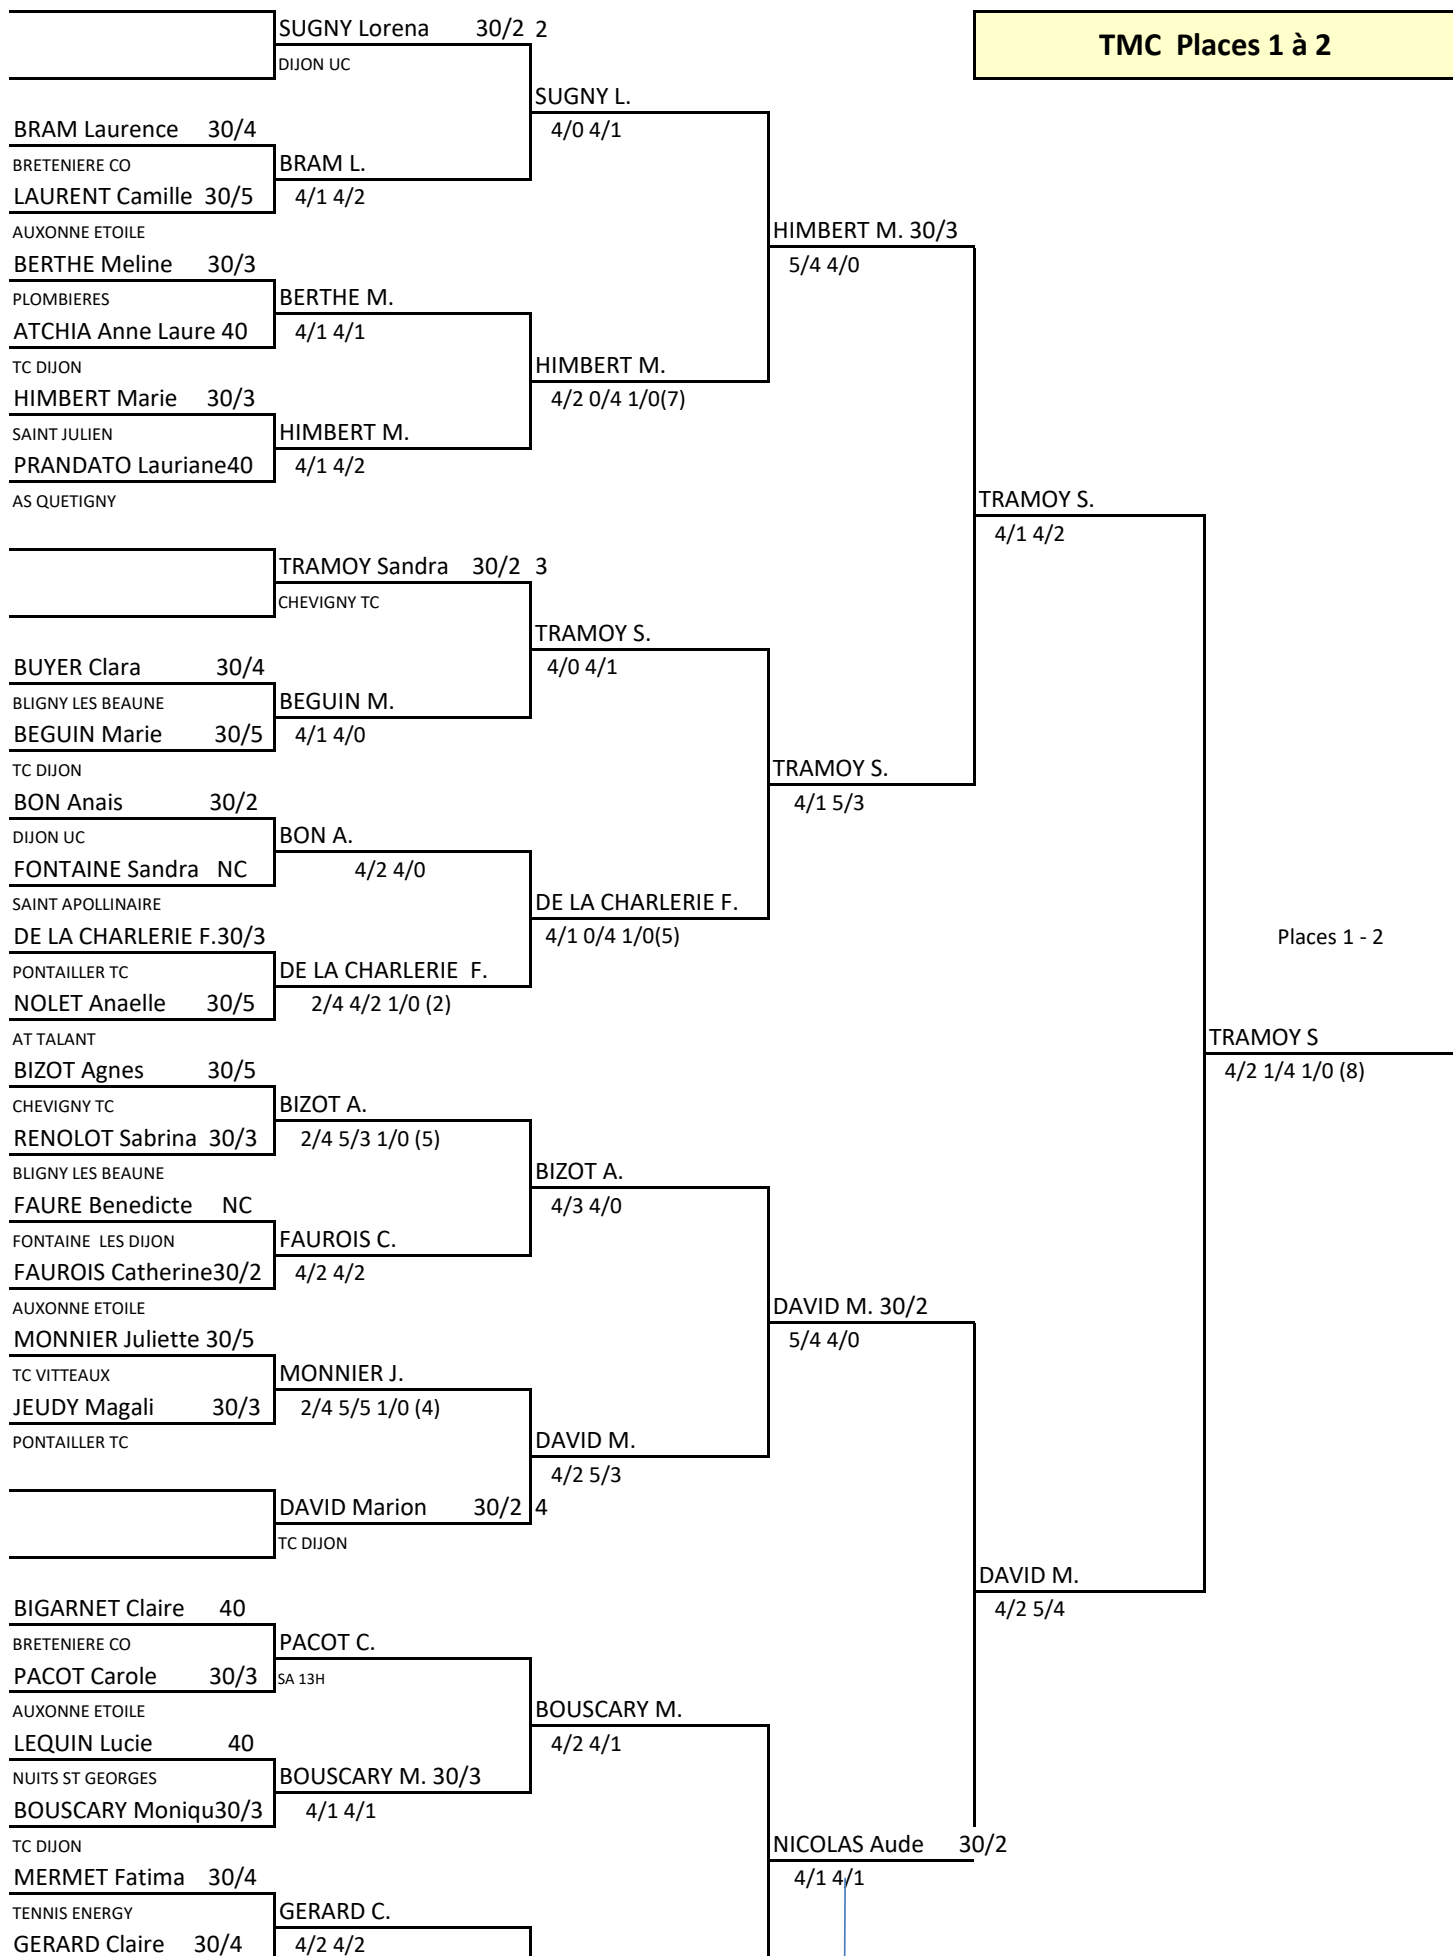 SUGNY Lorena 30/2 2
TMC Places 1 à 2
DIJON UC
SUGNY L.
BRAM Laurence 30/4
4/0 4/1
BRETENIERE CO
BRAM L.
LAURENT Camille 30/5
4/1 4/2
AUXONNE ETOILE
HIMBERT M. 30/3
BERTHE Meline 30/3
5/4 4/0
PLOMBIERES
BERTHE M.
ATCHIA Anne Laure 40
4/1 4/1
TC DIJON
HIMBERT M.
HIMBERT Marie 30/3
4/2 0/4 1/0(7)
SAINT JULIEN
HIMBERT M.
PRANDATO Lauriane40
4/1 4/2
AS QUETIGNY
TRAMOY S.
4/1 4/2
TRAMOY Sandra 30/2 3
CHEVIGNY TC
TRAMOY S.
BUYER Clara 30/4
4/0 4/1
BLIGNY LES BEAUNE
BEGUIN M.
BEGUIN Marie 30/5
4/1 4/0
TC DIJON
TRAMOY S.
BON Anais 30/2
4/1 5/3
DIJON UC
BON A.
FONTAINE Sandra NC
4/2 4/0
SAINT APOLLINAIRE
DE LA CHARLERIE F.
DE LA CHARLERIE F.30/3
4/1 0/4 1/0(5)
Places 1 - 2
PONTAILLER TC
DE LA CHARLERIE F.
NOLET Anaelle 30/5
2/4 4/2 1/0 (2)
AT TALANT
TRAMOY S
BIZOT Agnes 30/5
4/2 1/4 1/0 (8)
CHEVIGNY TC
BIZOT A.
RENOLOT Sabrina 30/3
2/4 5/3 1/0 (5)
BLIGNY LES BEAUNE
BIZOT A.
FAURE Benedicte NC
4/3 4/0
FONTAINE LES DIJON
FAUROIS C.
FAUROIS Catherine30/2
4/2 4/2
AUXONNE ETOILE
DAVID M. 30/2
MONNIER Juliette 30/5
5/4 4/0
TC VITTEAUX
MONNIER J.
JEUDY Magali 30/3
2/4 5/5 1/0 (4)
PONTAILLER TC
DAVID M.
4/2 5/3
DAVID Marion 30/2 4
TC DIJON
DAVID M.
BIGARNET Claire 40
4/2 5/4
BRETENIERE CO
PACOT C.
PACOT Carole 30/3
SA 13H
AUXONNE ETOILE
BOUSCARY M.
LEQUIN Lucie 40
4/2 4/1
NUITS ST GEORGES
BOUSCARY M. 30/3
BOUSCARY Moniqu30/3
4/1 4/1
TC DIJON
NICOLAS Aude 30/2
MERMET Fatima 30/4
4/1 4/1
TENNIS ENERGY
GERARD C.
GERARD Claire 30/4
4/2 4/2